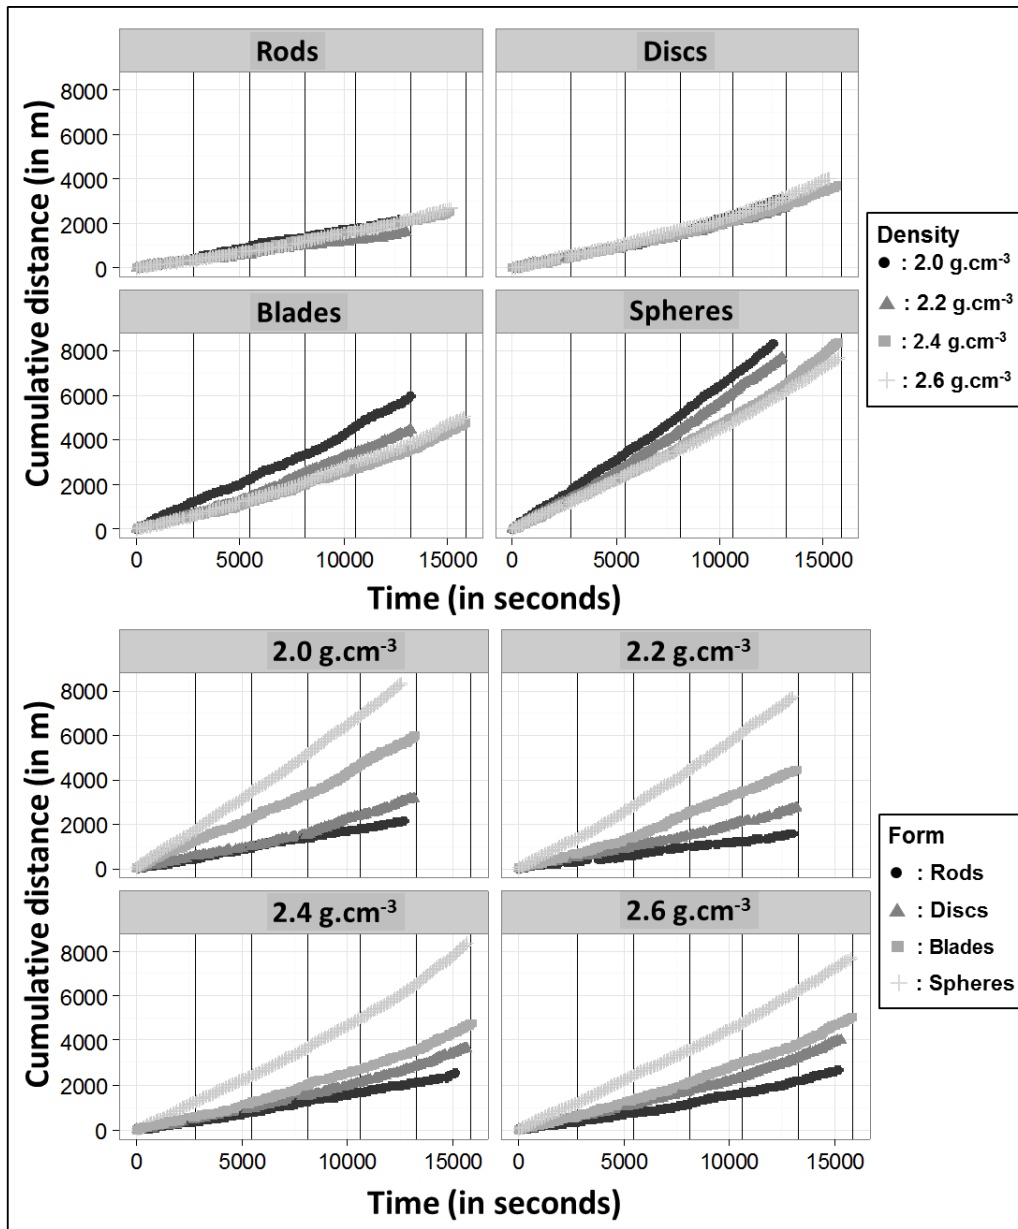 Rods
Discs
8000
6000
4000
2000
0
Blades
Spheres
8000
6000
4000
2000
0
0 5000 10000 15000
0 5000 10000 15000
Cumulative distance (in m)
Time (in seconds)
Density
: 2.0 g.cm⁻³
: 2.2 g.cm⁻³
: 2.4 g.cm⁻³
: 2.6 g.cm⁻³
2.0 g.cm⁻³
2.2 g.cm⁻³
8000
6000
4000
2000
0
2.4 g.cm⁻³
2.6 g.cm⁻³
8000
6000
4000
2000
0
0 5000 10000 15000
0 5000 10000 15000
Cumulative distance (in m)
Time (in seconds)
Form
: Rods
: Discs
: Blades
: Spheres